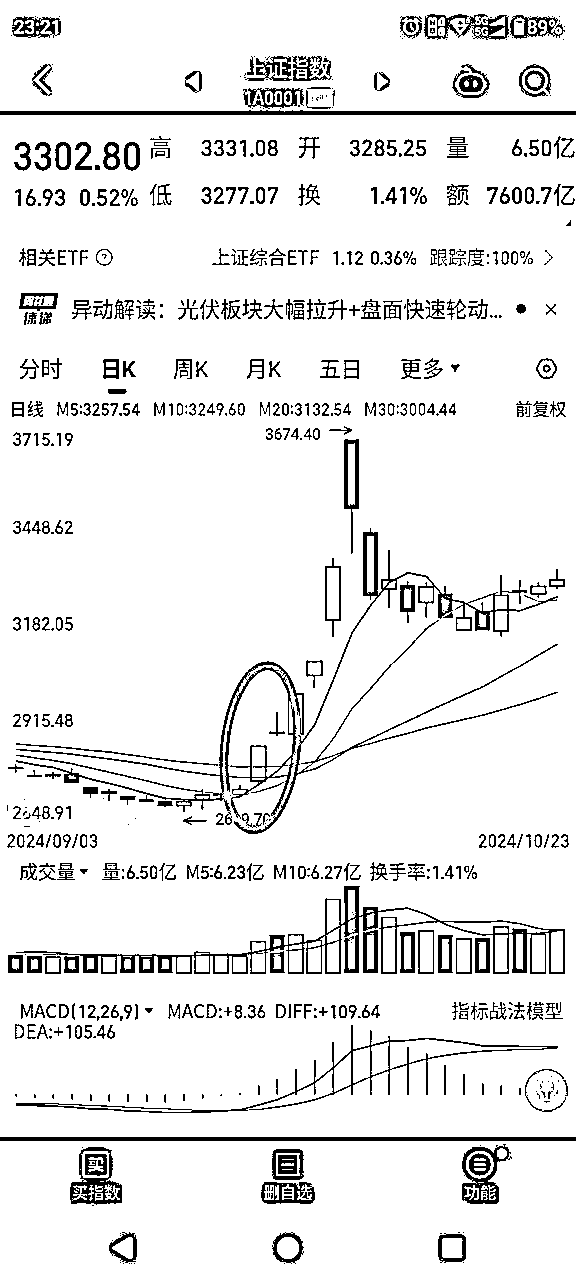 23:21 89%
上证指数
1A0001
3302.80 高 3331.08 开 3285.25 量 6.50亿
16.93 0.52% 低 3277.07 换 1.41% 额 7600.7亿
相关ETF 上证综合ETF 1.12 0.36% 跟踪度:100%
异动解读：光伏板块大幅拉升+盘面快速轮动...
分时 日K 周K 月K 五日 更多
日线 M5:3257.54 M10:3249.60 M20:3132.54 M30:3004.44 前复权
3674.40
3715.19
3448.62
3182.05
2915.48
2648.91
2024/09/03 2024/10/23
成交量 量:6.50亿 M5:6.23亿 M10:6.27亿 换手率:1.41%
MACD(12,26,9) MACD:+8.36 DIFF:+109.64 指标战法模型
DEA:+105.46
买指数 删自选 功能